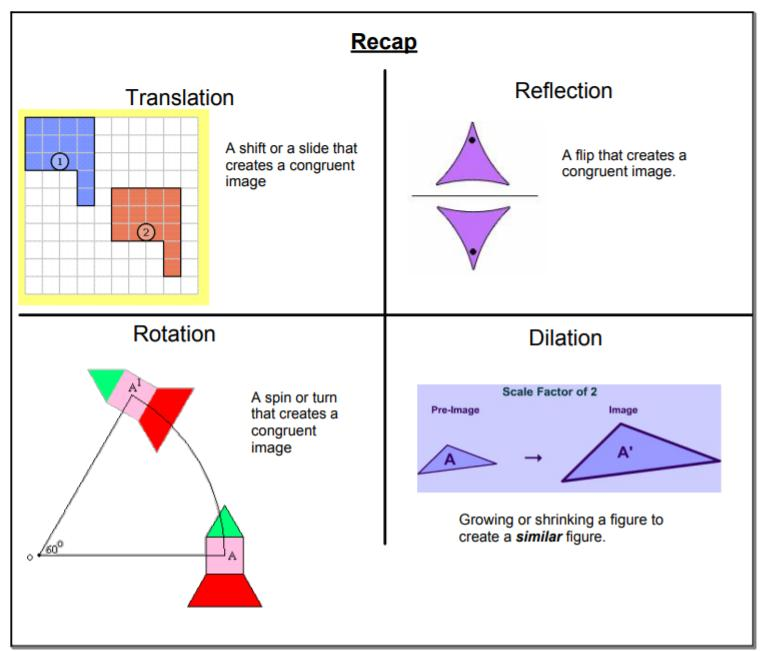 Recap
Translation
1
2
A shift or a slide that
creates a congruent
image
Reflection
A flip that creates a
congruent image.
Rotation
A¹
A
O
60⁰
A spin or turn
that creates a
congruent
image
Dilation
Scale Factor of 2
Pre-Image
Image
A
A'
Growing or shrinking a figure to
create a similar figure.